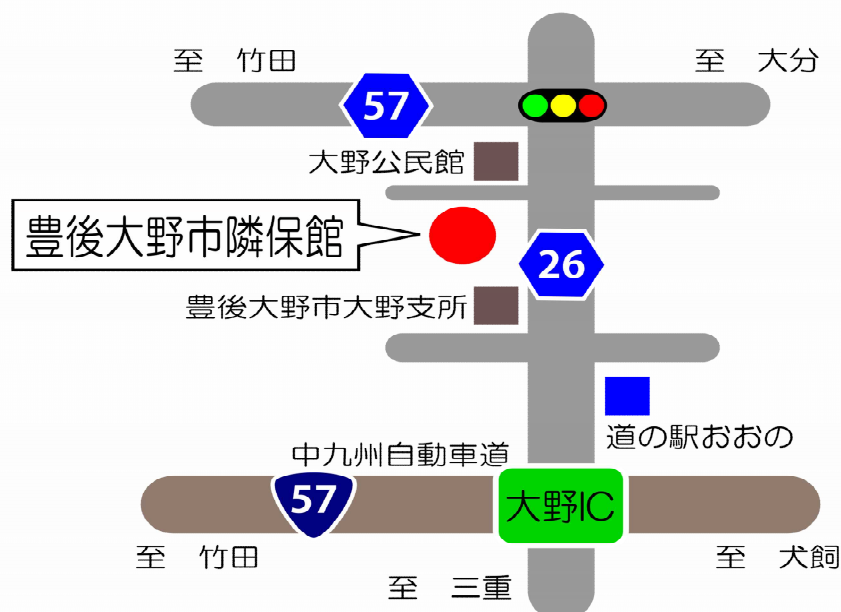 至 竹田
至 大分
57
大野公民館
豊後大野市隣保館
26
豊後大野市大野支所
道の駅おおの
中九州自動車道
57
大野IC
至 竹田
至 犬飼
至 三重